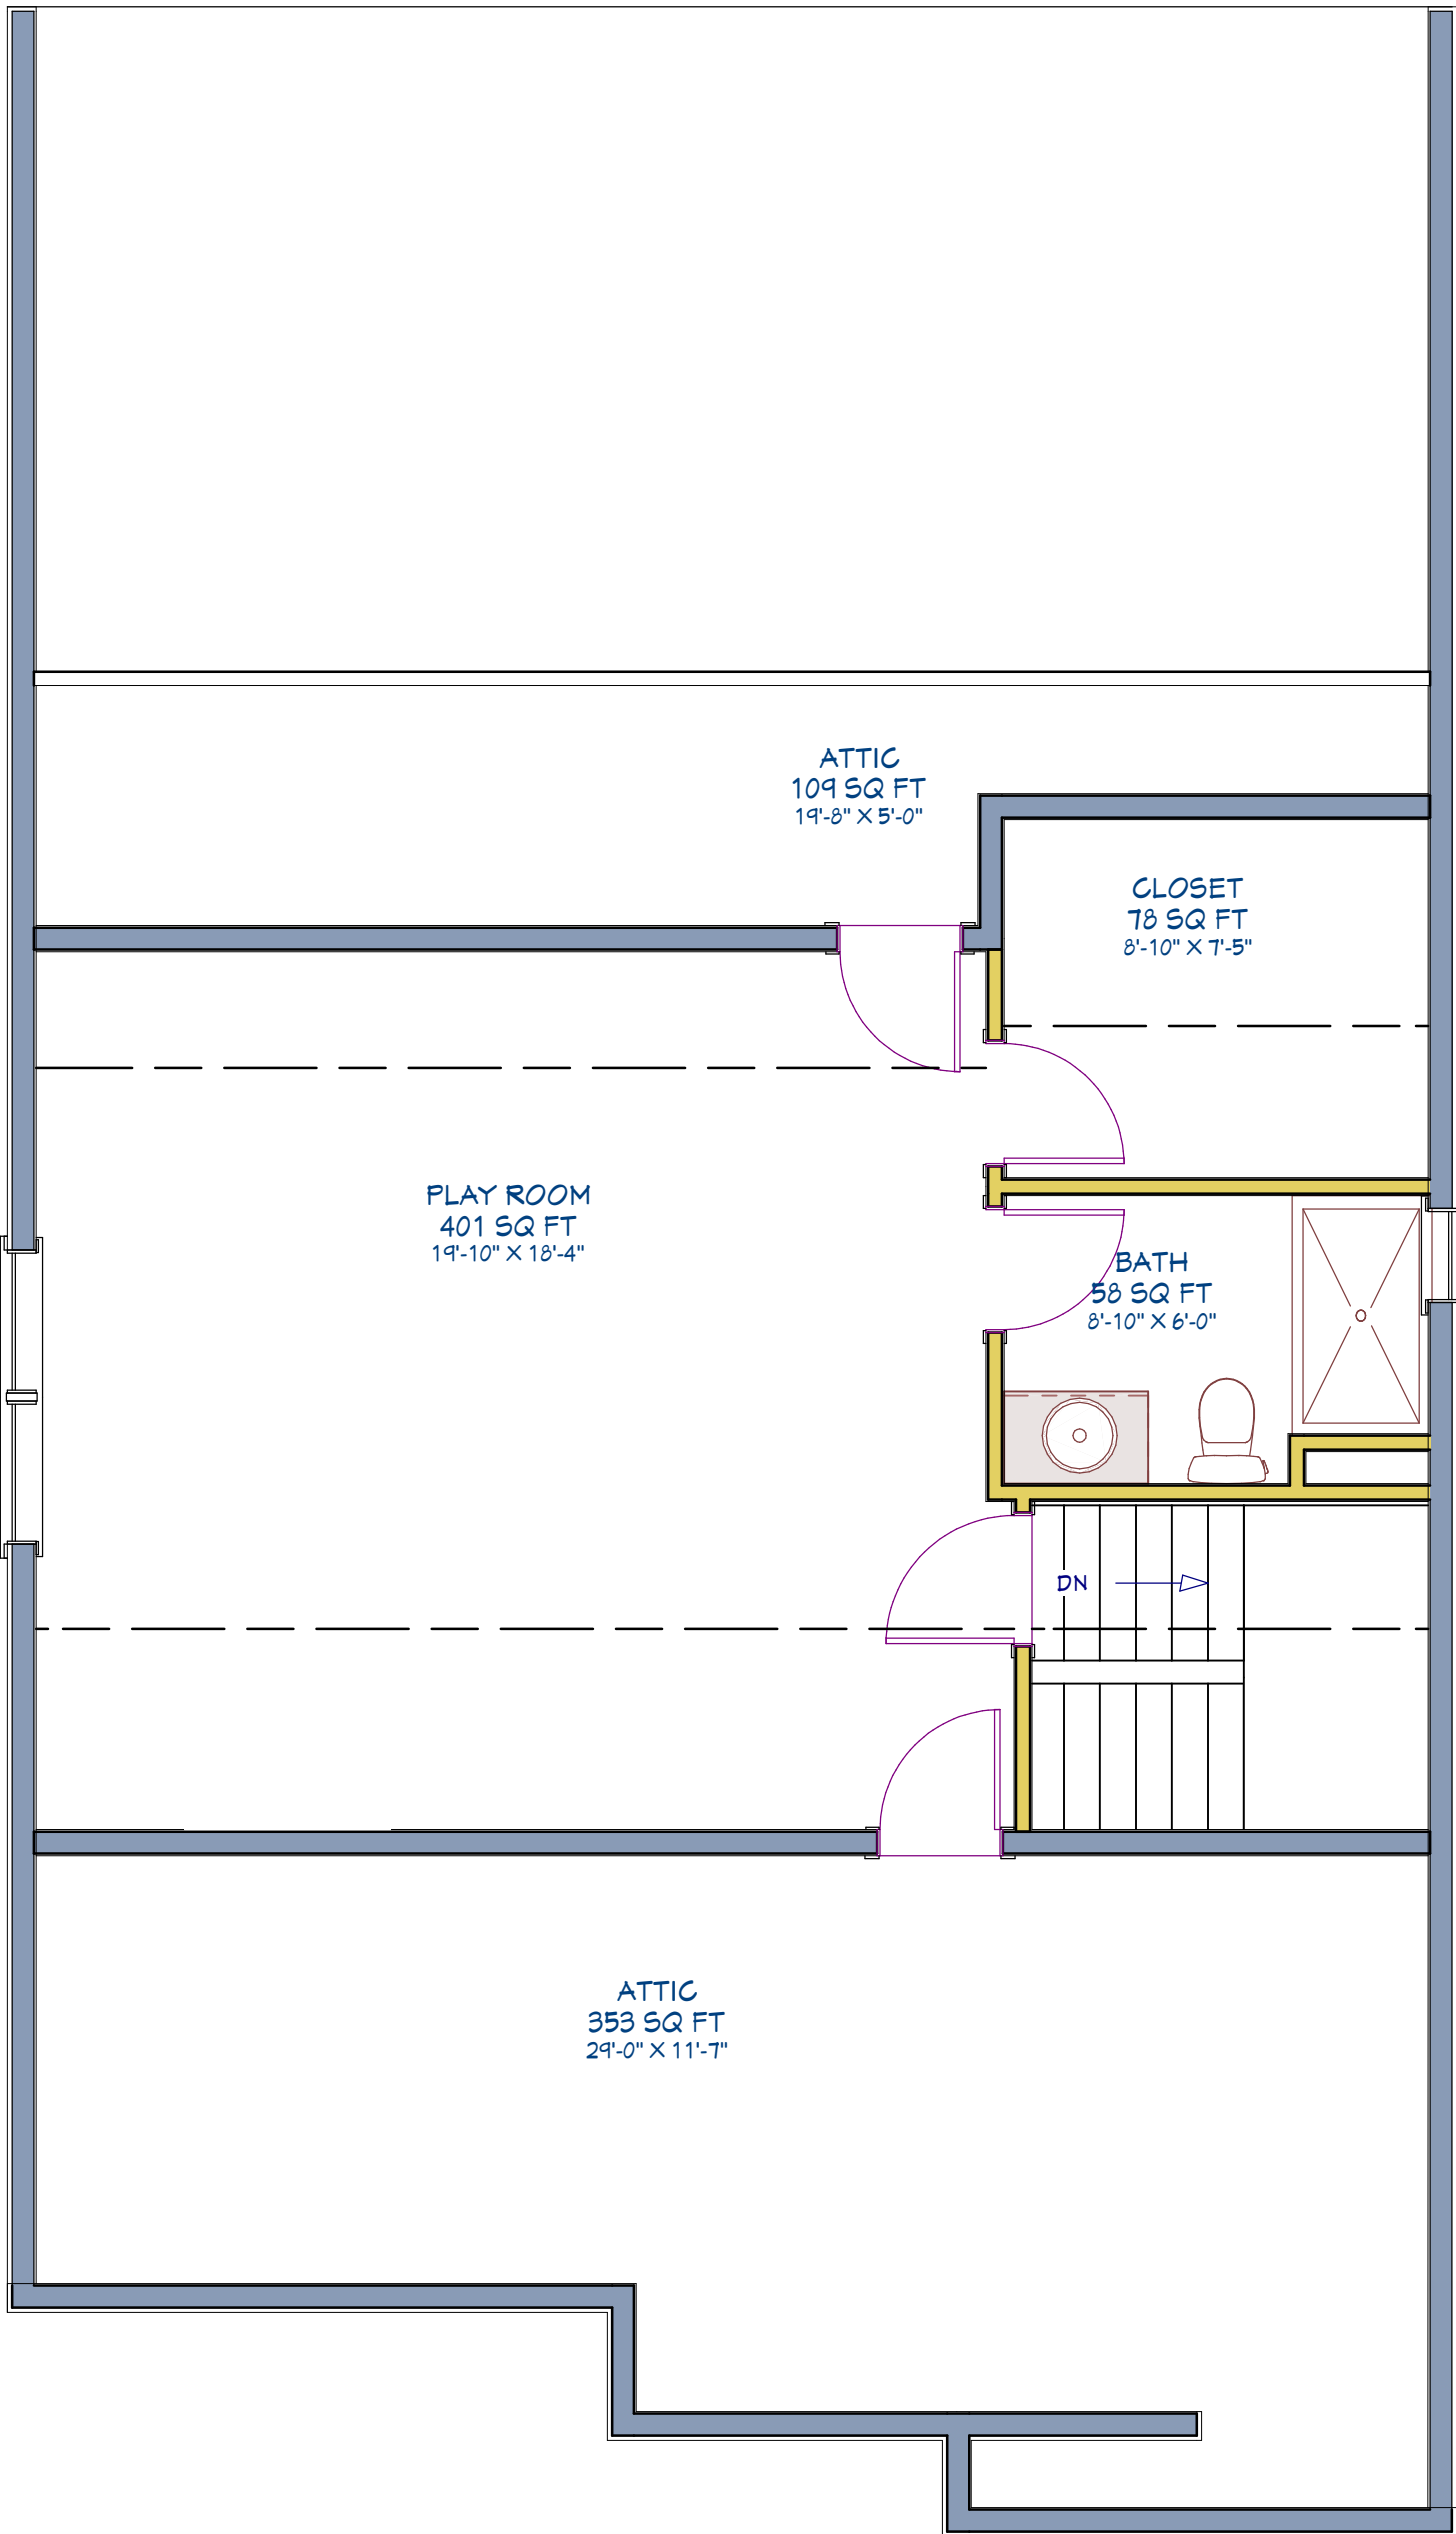 ATTIC
109 SQ FT
19'-8" X 5'-0"
CLOSET
78 SQ FT
8'-10" X 7'-5"
PLAY ROOM
401 SQ FT
19'-10" X 18'-4"
BATH
58 SQ FT
8'-10" X 6'-0"
DN
ATTIC
353 SQ FT
29'-0" X 11'-7"